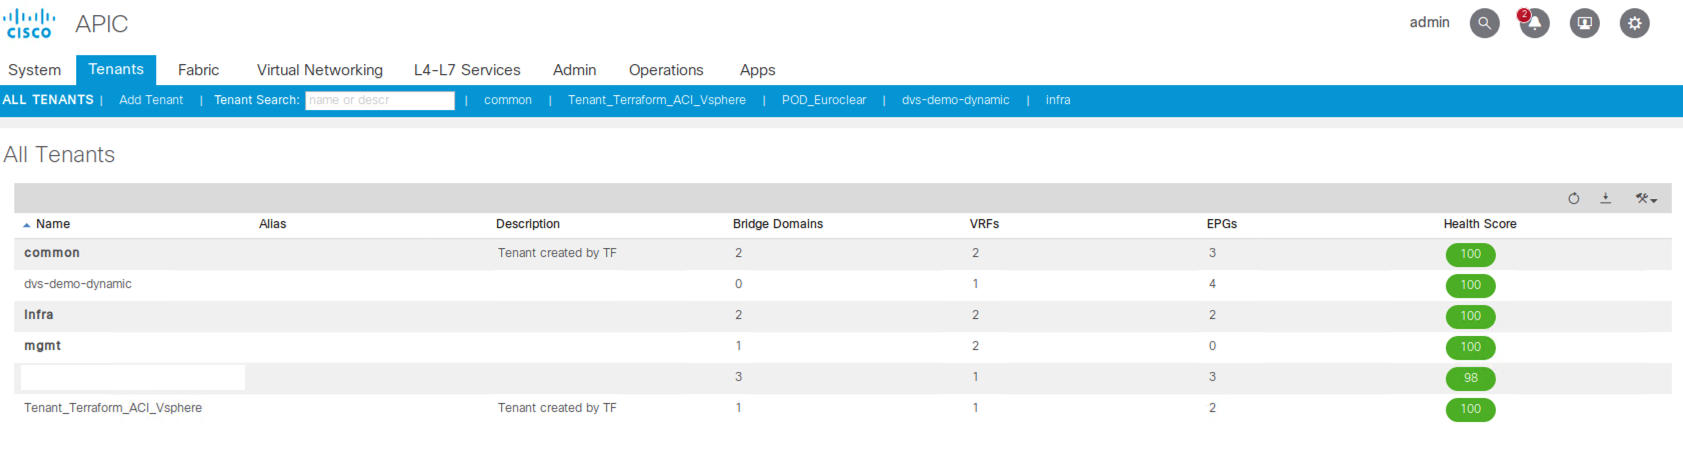 cisco APIC admin 2
System Tenants Fabric Virtual Networking L4-L7 Services Admin Operations Apps
ALL TENANTS | Add Tenant | Tenant Search: name or descr | common | Tenant_Terraform_ACI_Vsphere | POD_Euroclear | dvs-demo-dynamic | infra
All Tenants
Name Alias Description Bridge Domains VRFs EPGs Health Score
common Tenant created by TF 2 2 3 100
dvs-demo-dynamic 0 1 4 100
infra 2 2 2 100
mgmt 1 2 0 100
3 1 3 98
Tenant_Terraform_ACI_Vsphere Tenant created by TF 1 1 2 100